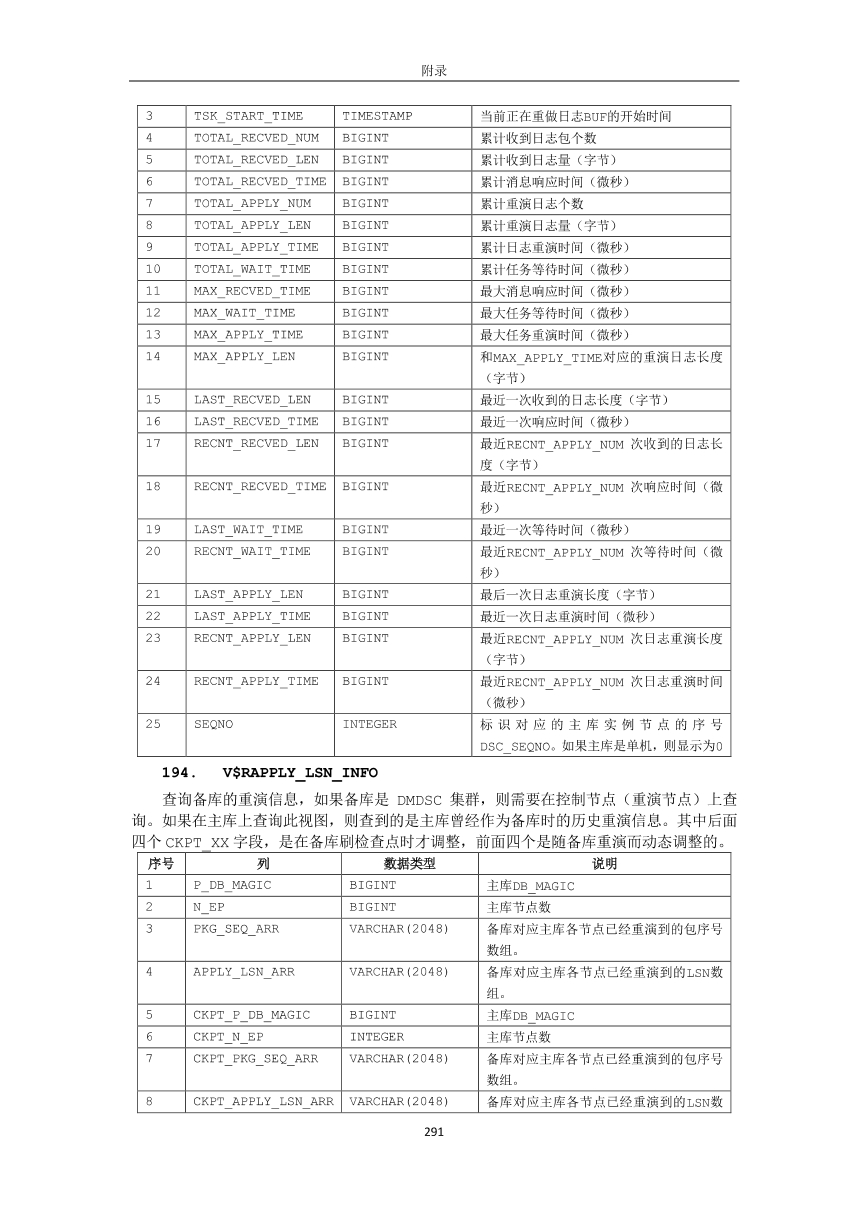 附录
3 TSK_START_TIME TIMESTAMP 当前正在重做日志BUF的开始时间
4 TOTAL_RECVED_NUM BIGINT 累计收到日志包个数
5 TOTAL_RECVED_LEN BIGINT 累计收到日志量（字节）
6 TOTAL_RECVED_TIME BIGINT 累计消息响应时间（微秒）
7 TOTAL_APPLY_NUM BIGINT 累计重演日志个数
8 TOTAL_APPLY_LEN BIGINT 累计重演日志量（字节）
9 TOTAL_APPLY_TIME BIGINT 累计日志重演时间（微秒）
10 TOTAL_WAIT_TIME BIGINT 累计任务等待时间（微秒）
11 MAX_RECVED_TIME BIGINT 最大消息响应时间（微秒）
12 MAX_WAIT_TIME BIGINT 最大任务等待时间（微秒）
13 MAX_APPLY_TIME BIGINT 最大任务重演时间（微秒）
14 MAX_APPLY_LEN BIGINT 和MAX_APPLY_TIME对应的重演日志长度
（字节）
15 LAST_RECVED_LEN BIGINT 最近一次收到的日志长度（字节）
16 LAST_RECVED_TIME BIGINT 最近一次响应时间（微秒）
17 RECNT_RECVED_LEN BIGINT 最近RECNT_APPLY_NUM 次收到的日志长
度（字节）
18 RECNT_RECVED_TIME BIGINT 最近RECNT_APPLY_NUM 次响应时间（微
秒）
19 LAST_WAIT_TIME BIGINT 最近一次等待时间（微秒）
20 RECNT_WAIT_TIME BIGINT 最近RECNT_APPLY_NUM 次等待时间（微
秒）
21 LAST_APPLY_LEN BIGINT 最后一次日志重演长度（字节）
22 LAST_APPLY_TIME BIGINT 最近一次日志重演时间（微秒）
23 RECNT_APPLY_LEN BIGINT 最近RECNT_APPLY_NUM 次日志重演长度
（字节）
24 RECNT_APPLY_TIME BIGINT 最近RECNT_APPLY_NUM 次日志重演时间
（微秒）
25 SEQNO INTEGER 标识对应的主库实例节点的序号
DSC_SEQNO。如果主库是单机，则显示为0
194. V$RAPPLY_LSN_INFO
查询备库的重演信息，如果备库是 DMDSC 集群，则需要在控制节点（重演节点）上查
询。如果在主库上查询此视图，则查到的是主库曾经作为备库时的历史重演信息。其中后面
四个 CKPT_XX 字段，是在备库刷检查点时才调整，前面四个是随备库重演而动态调整的。
序号 列 数据类型 说明
1 P_DB_MAGIC BIGINT 主库DB_MAGIC
2 N_EP BIGINT 主库节点数
3 PKG_SEQ_ARR VARCHAR(2048) 备库对应主库各节点已经重演到的包序号
数组。
4 APPLY_LSN_ARR VARCHAR(2048) 备库对应主库各节点已经重演到的LSN数
组。
5 CKPT_P_DB_MAGIC BIGINT 主库DB_MAGIC
6 CKPT_N_EP INTEGER 主库节点数
7 CKPT_PKG_SEQ_ARR VARCHAR(2048) 备库对应主库各节点已经重演到的包序号
数组。
8 CKPT_APPLY_LSN_ARR VARCHAR(2048) 备库对应主库各节点已经重演到的LSN数
291